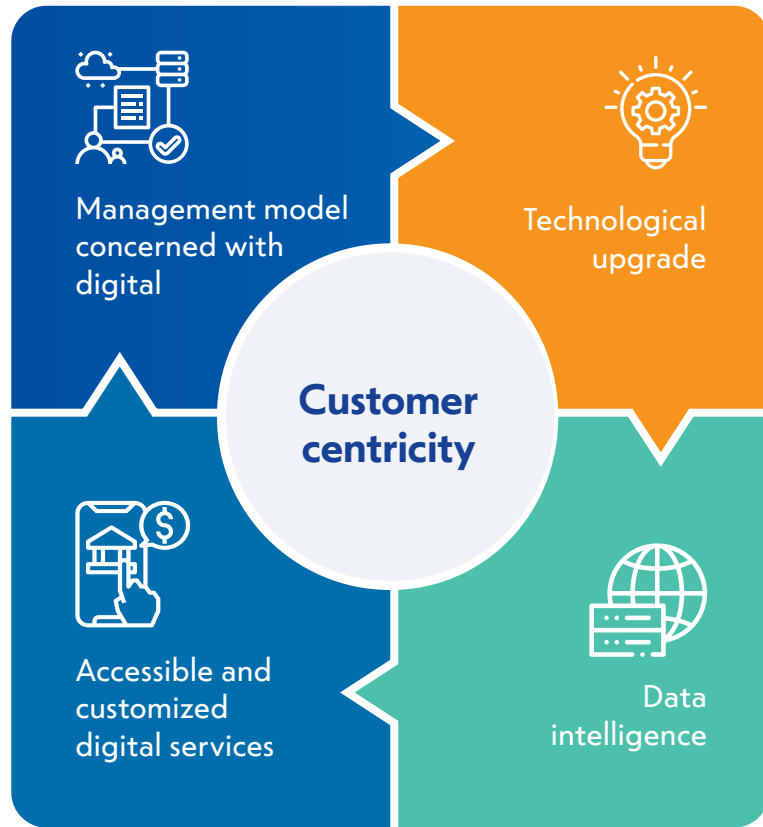 Management model
concerned with
digital
Technological
upgrade
Customer
centricity
$
Accessible and
customized
digital services
Data
intelligence